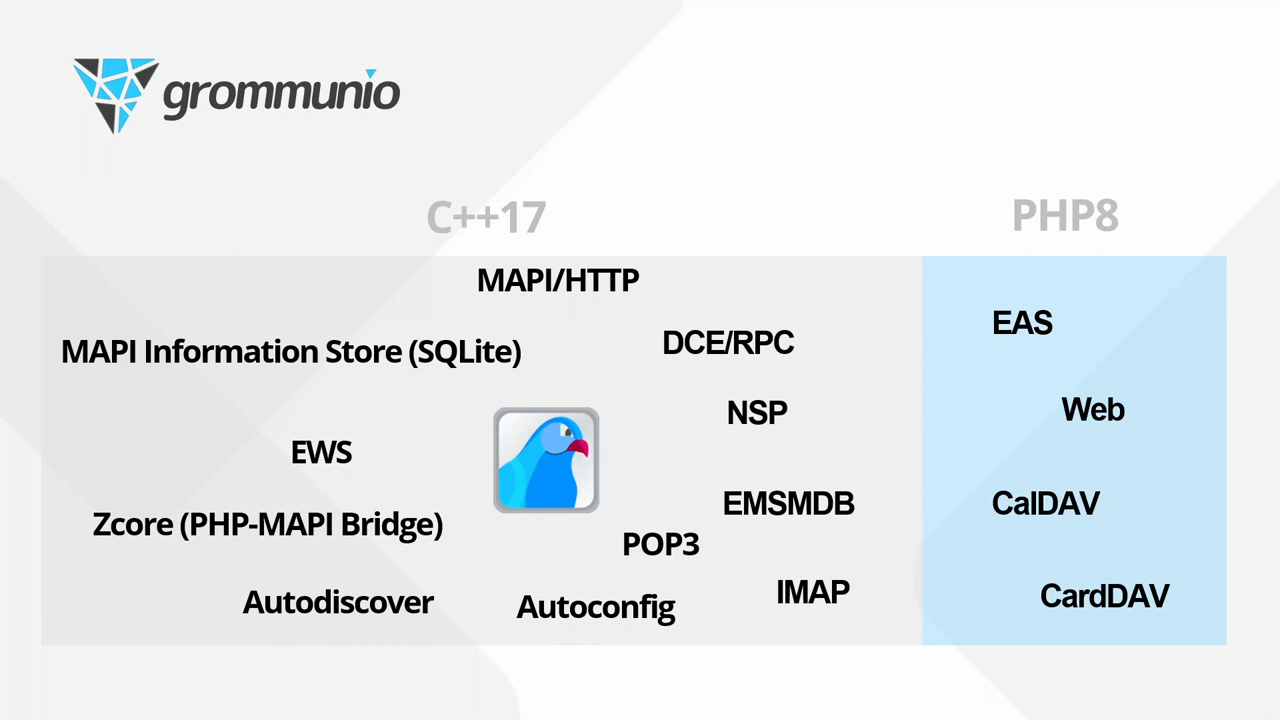 grommunio
C++17
PHP8
MAPI/HTTP
MAPI Information Store (SQLite)
DCE/RPC
NSP
EWS
EMSMDB
Zcore (PHP-MAPI Bridge)
POP3
IMAP
Autodiscover
Autoconfig
EAS
Web
CalDAV
CardDAV